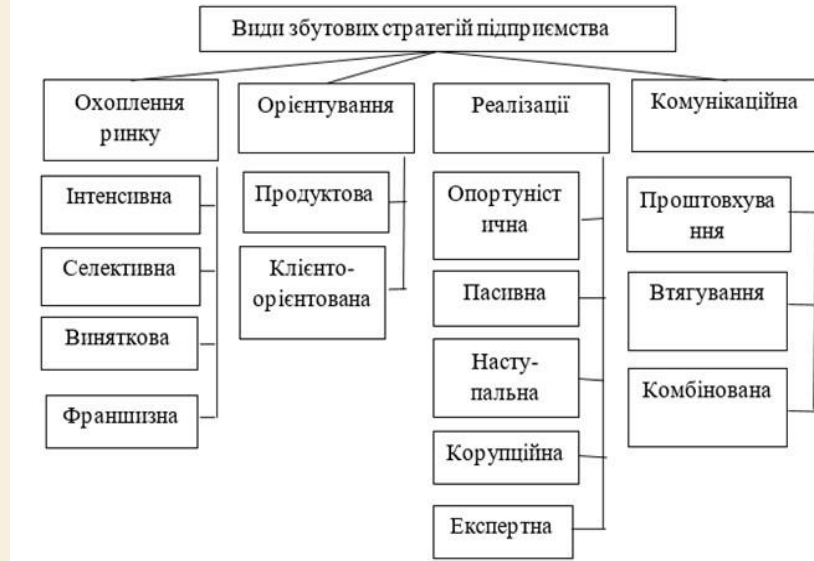 Види збутових стратегій підприємства
Охоплення
ринку
Інтенсивна
Селективна
Виняткова
Франшизна
Орієнтування
Продуктова
Клієнто-
орієнтована
Реалізації
Опортуніст
ична
Пасивна
Насту-
пальна
Корупційна
Експертна
Комунікаційна
Проштовхува
ння
Втягування
Комбінована